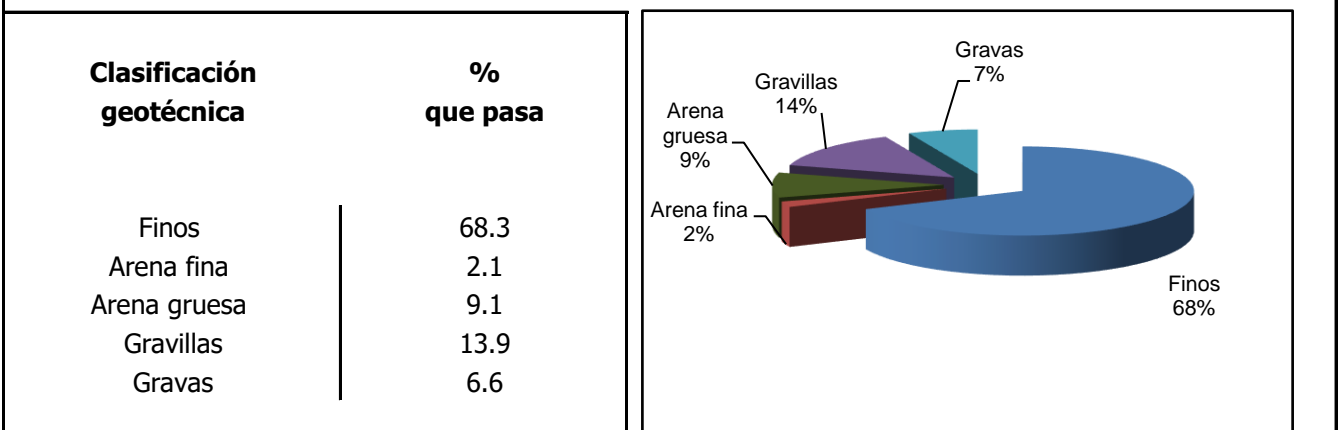 Clasificación
geotécnica
%
que pasa
Finos 68.3
Arena fina 2.1
Arena gruesa 9.1
Gravillas 13.9
Gravas 6.6
Gravas
7%
Gravillas
14%
Arena
gruesa
9%
Arena fina
2%
Finos
68%